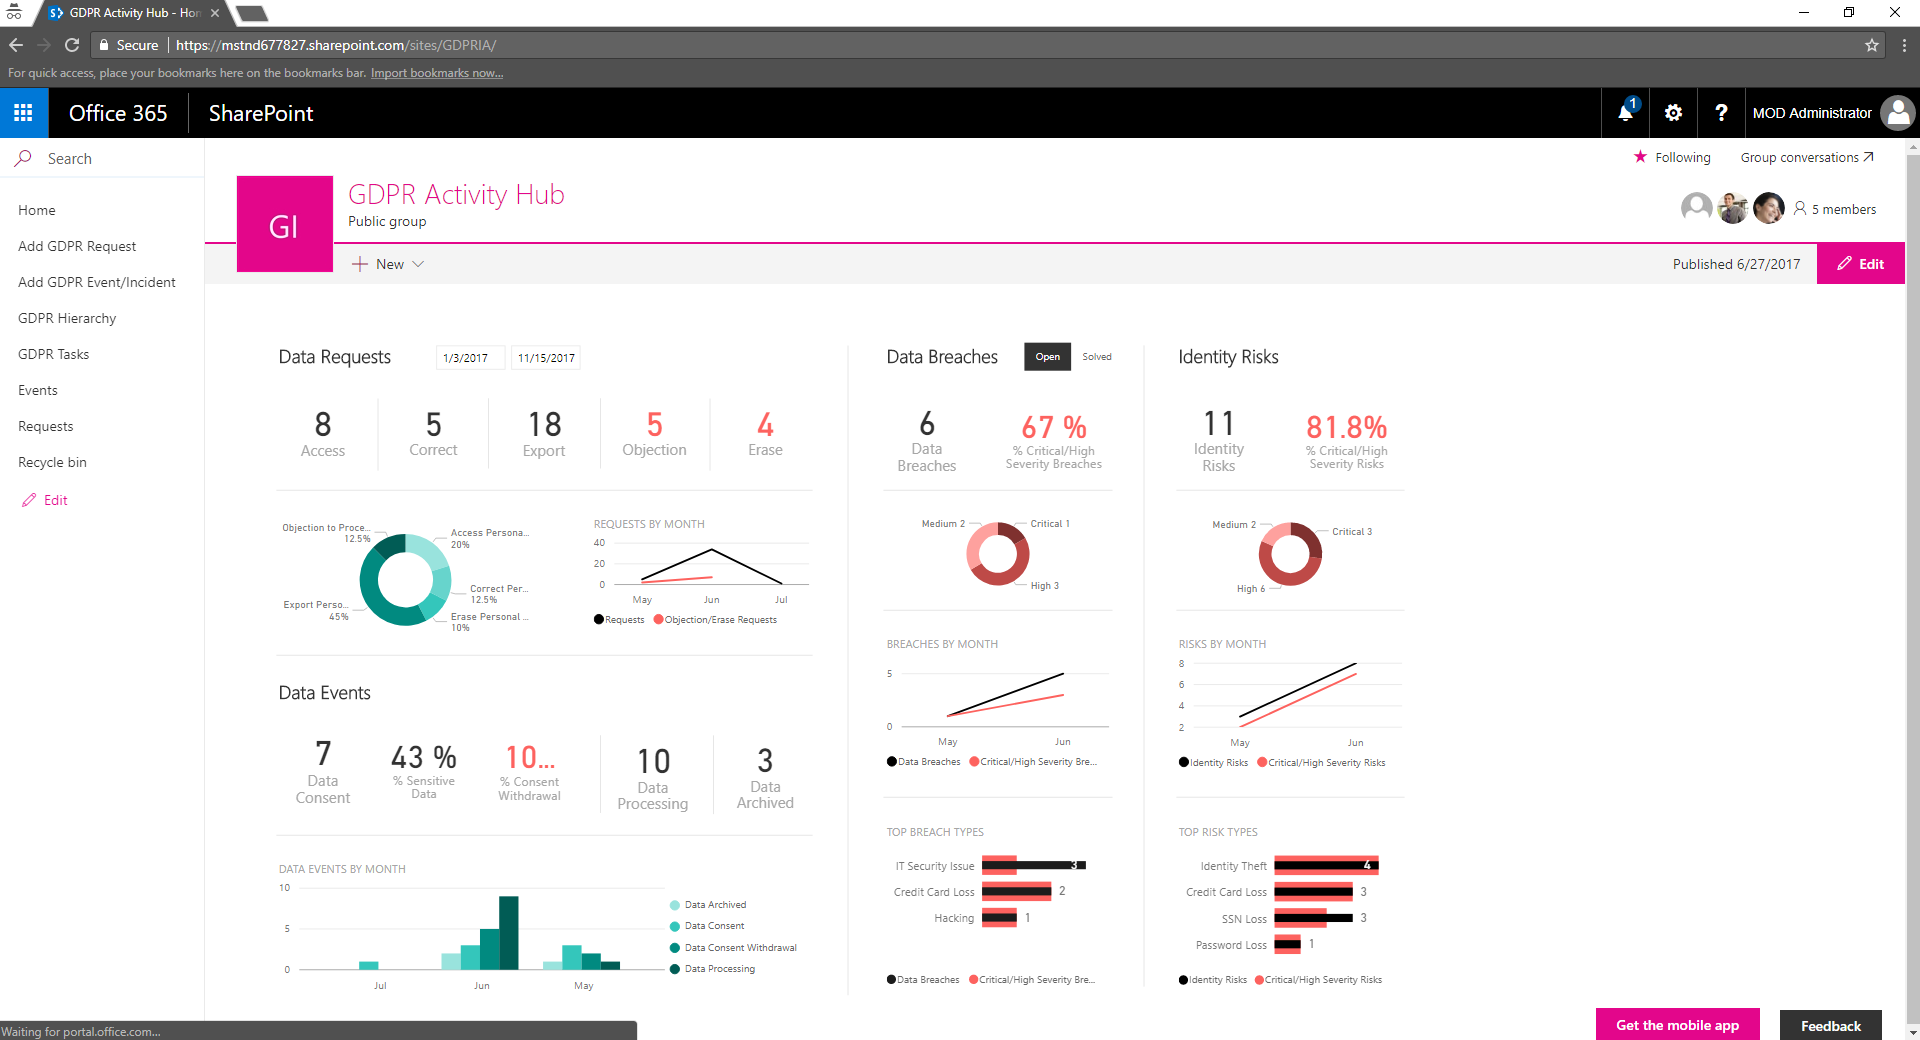 GDPR Activity Hub - Hon
Secure
https://mstnd677827.sharepoint.com/sites/GDPRIA/
For quick access, place your bookmarks here on the bookmarks bar. Import bookmarks now...
Office 365
SharePoint
1
?
MOD Administrator
Search
Following
Group conversations
Home
Add GDPR Request
Add GDPR Event/Incident
GDPR Hierarchy
GDPR Tasks
Events
Requests
Recycle bin
Edit
GI
GDPR Activity Hub
Public group
5 members
New
Published 6/27/2017
Edit
Data Requests
1/3/2017
11/15/2017
8
Access
5
Correct
18
Export
5
Objection
4
Erase
Objection to Proce...
12.5%
Access Persona...
20%
Correct Per...
12.5%
Erase Personal ...
10%
Export Perso...
45%
REQUESTS BY MONTH
40
20
0
May
Jun
Jul
Requests
Objection/Erase Requests
Data Events
7
Data
Consent
43 %
% Sensitive
Data
10...
% Consent
Withdrawal
10
Data
Processing
3
Data
Archived
DATA EVENTS BY MONTH
10
5
0
Jul
Jun
May
Data Archived
Data Consent
Data Consent Withdrawal
Data Processing
Data Breaches
Open
Solved
6
Data
Breaches
67 %
% Critical/High
Severity Breaches
Medium 2
Critical 1
High 3
BREACHES BY MONTH
5
0
May
Jun
Data Breaches
Critical/High Severity Bre...
TOP BREACH TYPES
IT Security Issue
3
Credit Card Loss
2
Hacking
1
Data Breaches
Critical/High Severity Bre...
Identity Risks
11
Identity
Risks
81.8%
% Critical/High
Severity Risks
Medium 2
Critical 3
High 6
RISKS BY MONTH
8
6
4
2
May
Jun
Identity Risks
Critical/High Severity Risks
TOP RISK TYPES
Identity Theft
4
Credit Card Loss
3
SSN Loss
3
Password Loss
1
Identity Risks
Critical/High Severity Risks
Waiting for portal.office.com...
Get the mobile app
Feedback